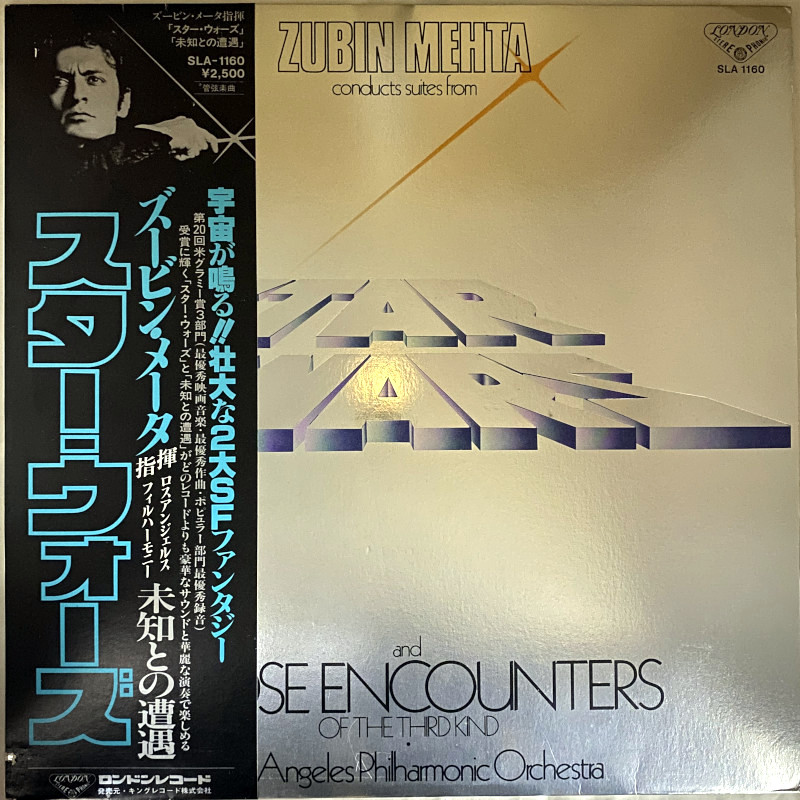 ズービン・メータ指揮
「スター・ウォーズ」
「未知との遭遇」
SLA-1160
¥2,500
管弦楽曲
宇宙が鳴る!!壮大な2大SFファンタジー
第20回米グラミー賞3部門(最優秀映画音楽・最優秀作曲・ポピュラー部門最優秀録音)
受賞に輝く「スター・ウォーズ」と「未知との遭遇」がどのレコードよりも豪華なサウンドと華麗な演奏で楽しめる
ズービン・メータ指揮
ロスアンジェルス
フィルハーモニー
未知との遭遇
スター・ウォーズ
LONDON
ロンドンレコード
発売元・キングレコード株式会社
ZUBIN MEHTA
conducts suites from
LONDON
STEREO PHONIC
SLA 1160
TAR
WARS
and
OSE ENCOUNTERS
OF THE THIRD KIND
Angeles Philharmonic Orchestra